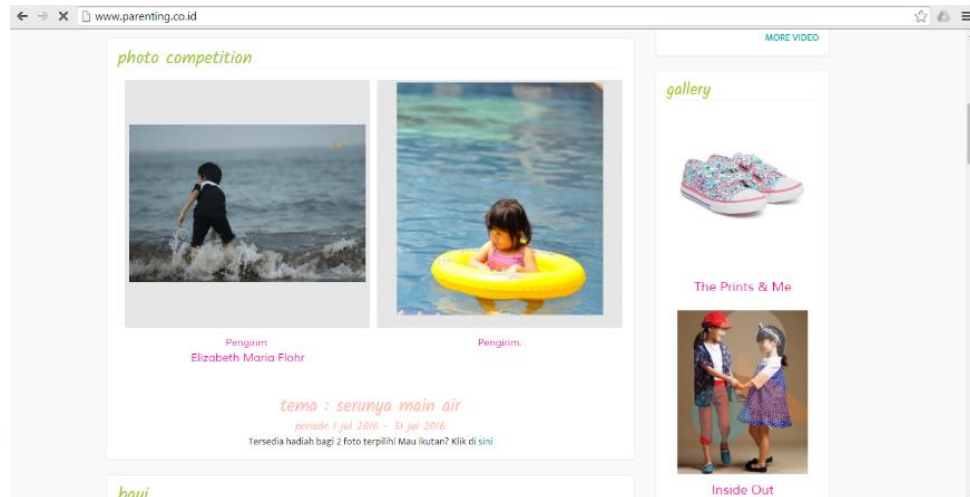 www.parenting.co.id
MORE VIDEO
photo competition
gallery
The Prints & Me
Pengirim:
Elizabeth Maria Flohr
Pengirim:
tema : serunya main air
periode 1 jul 2016 - 31 jul 2016
Tersedia hadiah bagi 2 foto terpilih! Mau ikutan? Klik di sini
Inside Out
bayi